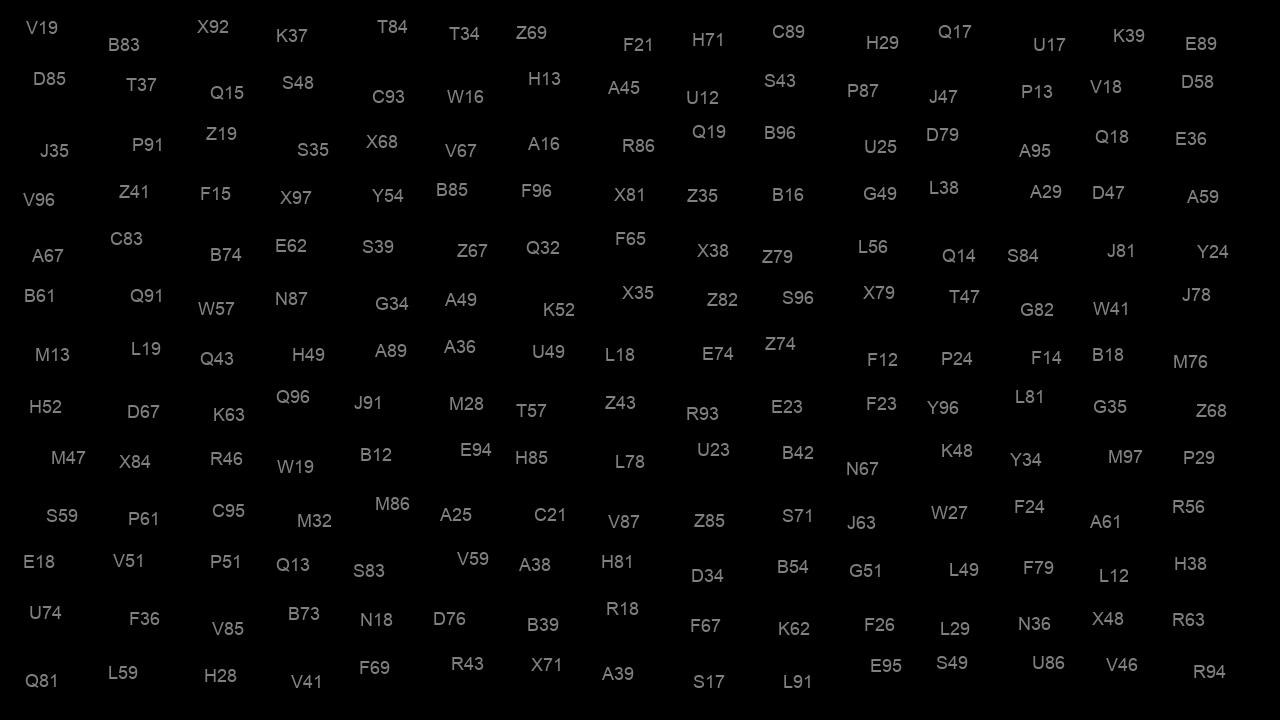 V19 B83 X92 K37 T84 T34 Z69 F21 H71 C89 H29 Q17 U17 K39 E89
D85 T37 Q15 S48 C93 W16 H13 A45 U12 S43 P87 J47 P13 V18 D58
J35 P91 Z19 S35 X68 V67 A16 R86 Q19 B96 U25 D79 A95 Q18 E36
V96 Z41 F15 X97 Y54 B85 F96 X81 Z35 B16 G49 L38 A29 D47 A59
A67 C83 B74 E62 S39 Z67 Q32 F65 X38 Z79 L56 Q14 S84 J81 Y24
B61 Q91 W57 N87 G34 A49 K52 X35 Z82 S96 X79 T47 G82 W41 J78
M13 L19 Q43 H49 A89 A36 U49 L18 E74 Z74 F12 P24 F14 B18 M76
H52 D67 K63 Q96 J91 M28 T57 Z43 R93 E23 F23 Y96 L81 G35 Z68
M47 X84 R46 W19 B12 E94 H85 L78 U23 B42 N67 K48 Y34 M97 P29
S59 P61 C95 M32 M86 A25 C21 V87 Z85 S71 J63 W27 F24 A61 R56
E18 V51 P51 Q13 S83 V59 A38 H81 D34 B54 G51 L49 F79 L12 H38
U74 F36 V85 B73 N18 D76 B39 R18 F67 K62 F26 L29 N36 X48 R63
Q81 L59 H28 V41 F69 R43 X71 A39 S17 L91 E95 S49 U86 V46 R94